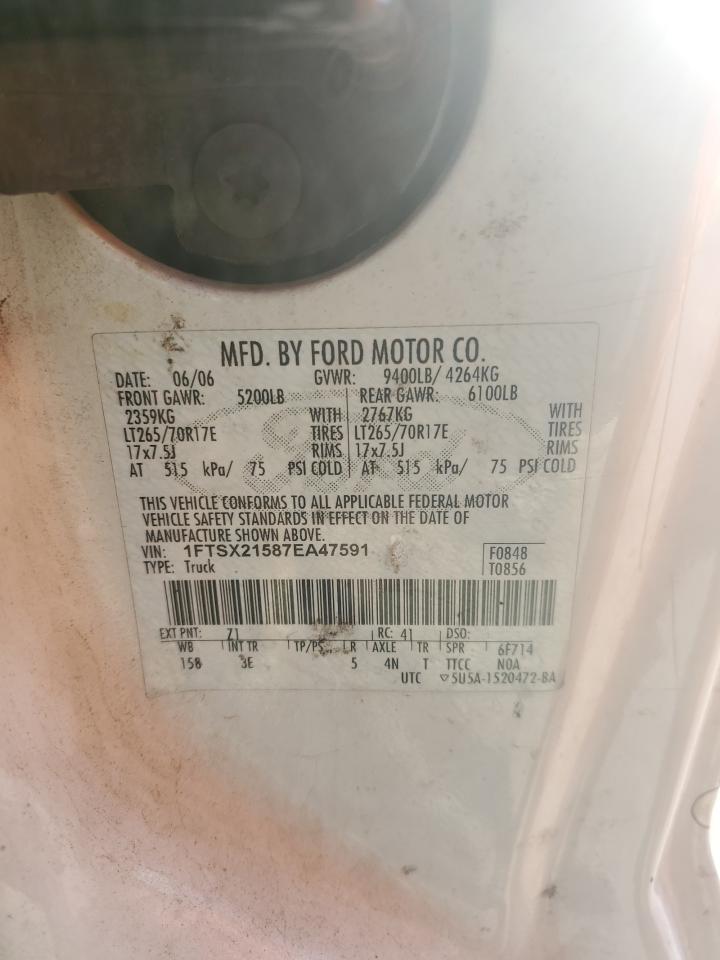 MFD. BY FORD MOTOR CO.
DATE: 06/06 GVWR: 9400LB/ 4264KG
FRONT GAWR: 5200LB REAR GAWR: 6100LB
2359KG WITH 2767KG WITH
LT265/70R17E TIRES LT265/70R17E TIRES
17x7.5J RIMS 17x7.5J RIMS
AT 515 kPa/ 75 PSI COLD AT 515 kPa/ 75 PSI COLD
THIS VEHICLE CONFORMS TO ALL APPLICABLE FEDERAL MOTOR
VEHICLE SAFETY STANDARDS IN EFFECT ON THE DATE OF
MANUFACTURE SHOWN ABOVE.
VIN: 1FTSX21587EA47591 F0848
TYPE: Truck T0856
EXT PNT: Z1 RC: 41 DSO:
WB INT TR TP/PS R AXLE TR SPR 6F714
158 3E 5 4N T TTCC NOA
UTC ▽5U5A-1520472-BA